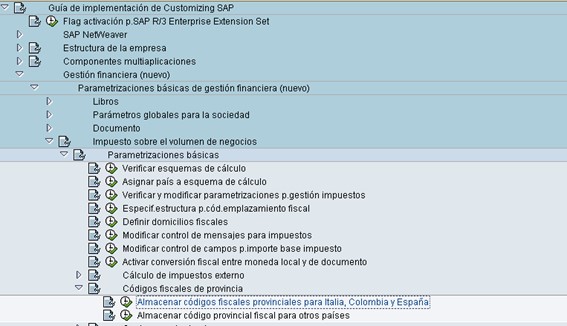 Guía de implementación de Customizing SAP
Flag activación p.SAP R/3 Enterprise Extension Set
SAP NetWeaver
Estructura de la empresa
Componentes multiaplicaciones
Gestión financiera (nuevo)
Parametrizaciones básicas de gestión financiera (nuevo)
Libros
Parámetros globales para la sociedad
Documento
Impuesto sobre el volumen de negocios
Parametrizaciones básicas
Verificar esquemas de cálculo
Asignar país a esquema de cálculo
Verificar y modificar parametrizaciones p.gestión impuestos
Especif.estructura p.cód.emplazamiento fiscal
Definir domicilios fiscales
Modificar control de mensajes para impuestos
Modificar control de campos p.importe base impuesto
Activar conversión fiscal entre moneda local y de documento
Cálculo de impuestos externo
Códigos fiscales de provincia
Almacenar códigos fiscales provinciales para Italia, Colombia y España
Almacenar código provincial fiscal para otros países